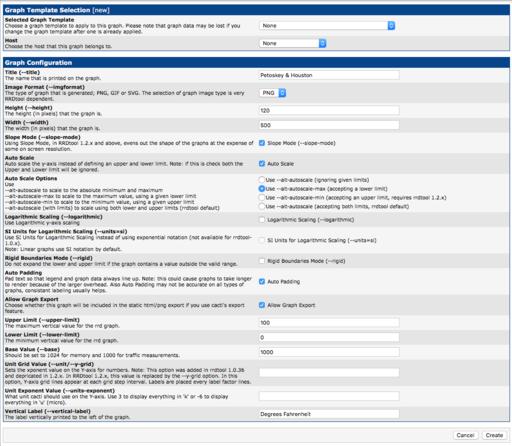 Graph Template Selection [new]
Selected Graph Template
Choose a graph template to apply to this graph. Please note that graph data may be lost if you
change the graph template after one is already applied.
None
Host
Choose the host that this graph belongs to.
None
Graph Configuration
Title (--title)
The name that is printed on the graph.
Petoskey & Houston
Image Format (--imgformat)
The type of graph that is generated; PNG, GIF or SVG. The selection of graph image type is very
RRDtool dependent.
PNG
Height (--height)
The height (in pixels) that the graph is.
120
Width (--width)
The width (in pixels) that the graph is.
500
Slope Mode (--slope-mode)
Using Slope Mode, in RRDtool 1.2.x and above, evens out the shape of the graphs at the expense of
some on screen resolution.
Slope Mode (--slope-mode)
Auto Scale
Auto scale the y-axis instead of defining an upper and lower limit. Note: if this is check both the
Upper and Lower limit will be ignored.
Auto Scale
Auto Scale Options
Use
--alt-autoscale to scale to the absolute minimum and maximum
--alt-autoscale-max to scale to the maximum value, using a given lower limit
--alt-autoscale-min to scale to the minimum value, using a given upper limit
--alt-autoscale (with limits) to scale using both lower and upper limits (rrdtool default)
Use --alt-autoscale (ignoring given limits)
Use --alt-autoscale-max (accepting a lower limit)
Use --alt-autoscale-min (accepting an upper limit, requires rrdtool 1.2.x)
Use --alt-autoscale (accepting both limits, rrdtool default)
Logarithmic Scaling (--logarithmic)
Use Logarithmic y-axis scaling
Logarithmic Scaling (--logarithmic)
SI Units for Logarithmic Scaling (--units=si)
Use SI Units for Logarithmic Scaling instead of using exponential notation (not available for rrdtool-
1.0.x).
Note: Linear graphs use SI notation by default.
SI Units for Logarithmic Scaling (--units=si)
Rigid Boundaries Mode (--rigid)
Do not expand the lower and upper limit if the graph contains a value outside the valid range.
Rigid Boundaries Mode (--rigid)
Auto Padding
Pad text so that legend and graph data always line up. Note: this could cause graphs to take longer
to render because of the larger overhead. Also Auto Padding may not be accurate on all types of
graphs, consistant labeling usually helps.
Auto Padding
Allow Graph Export
Choose whether this graph will be included in the static html/png export if you use cacti's export
feature.
Allow Graph Export
Upper Limit (--upper-limit)
The maximum vertical value for the rrd graph.
100
Lower Limit (--lower-limit)
The minimum vertical value for the rrd graph.
0
Base Value (--base)
Should be set to 1024 for memory and 1000 for traffic measurements.
1000
Unit Grid Value (--unit/--y-grid)
Sets the exponent value on the Y-axis for numbers. Note: This option was added in rrdtool 1.0.36
and depricated in 1.2.x. In RRDtool 1.2.x, this value is replaced by the --y-grid option. In this
option, Y-axis grid lines appear at each grid step interval. Labels are placed every label factor lines.
Unit Exponent Value (--units-exponent)
What unit cacti should use on the Y-axis. Use 3 to display everything in 'k' or -6 to display
everything in 'u' (micro).
Vertical Label (--vertical-label)
The label vertically printed to the left of the graph.
Degrees Fahrenheit
Cancel
Create